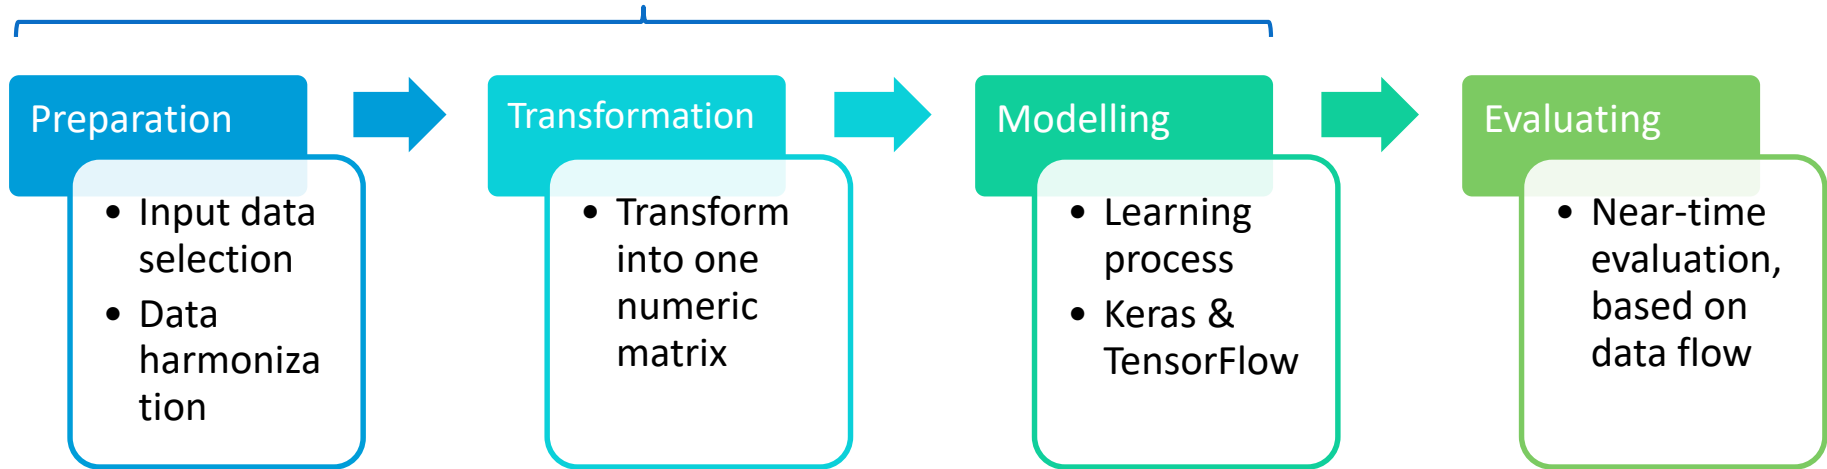 Preparation
• Input data
selection
• Data
harmoniza
tion
Transformation
• Transform
into one
numeric
matrix
Modelling
• Learning
process
• Keras &
TensorFlow
Evaluating
• Near-time
evaluation,
based on
data flow